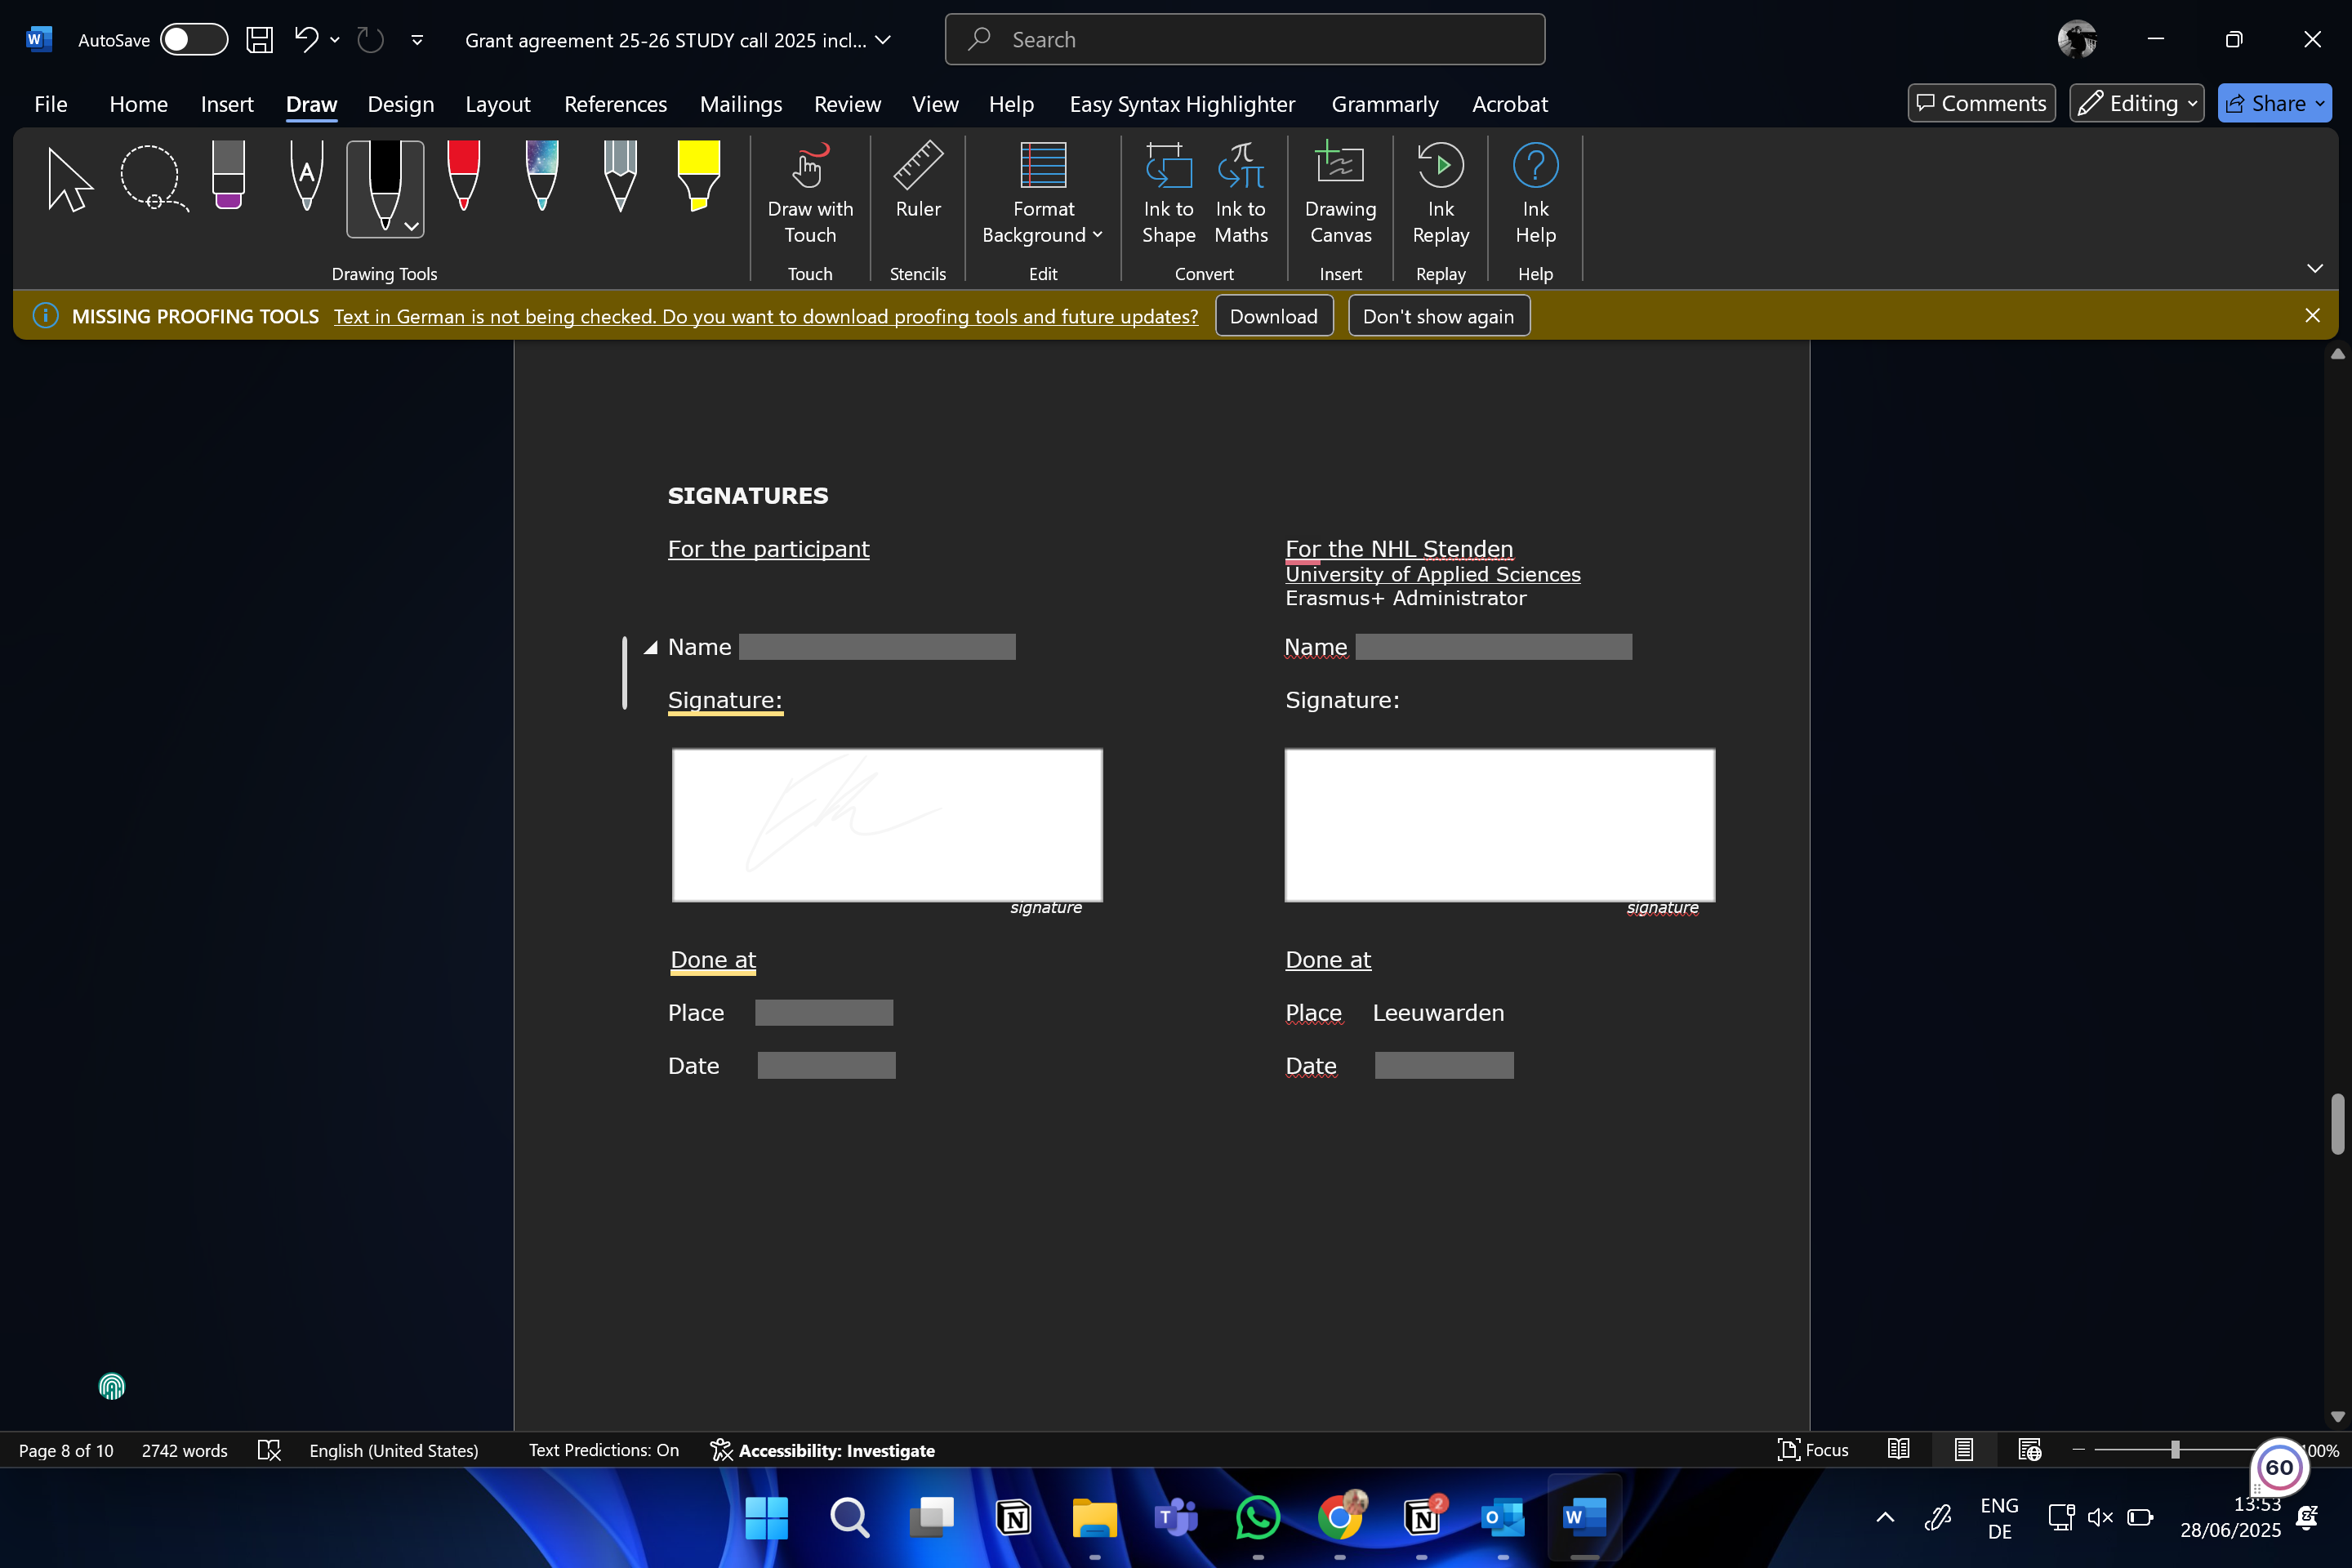 AutoSave
Grant agreement 25-26 STUDY call 2025 incl...
Search
File Home Insert Draw Design Layout References Mailings Review View Help Easy Syntax Highlighter Grammarly Acrobat
Comments Editing Share
Draw with Touch
Ruler
Format Background
Ink to Shape
Ink to Maths
Drawing Canvas
Ink Replay
Ink Help
Drawing Tools Touch Stencils Edit Convert Insert Replay Help
MISSING PROOFING TOOLS Text in German is not being checked. Do you want to download proofing tools and future updates? Download Don't show again
SIGNATURES
For the participant
For the NHL Stenden
University of Applied Sciences
Erasmus+ Administrator
Name
Name
Signature:
Signature:
signature
signature
Done at
Done at
Place
Place Leeuwarden
Date
Date
Page 8 of 10 2742 words English (United States) Text Predictions: On Accessibility: Investigate Focus 100%
60
ENG
DE
13:53
28/06/2025